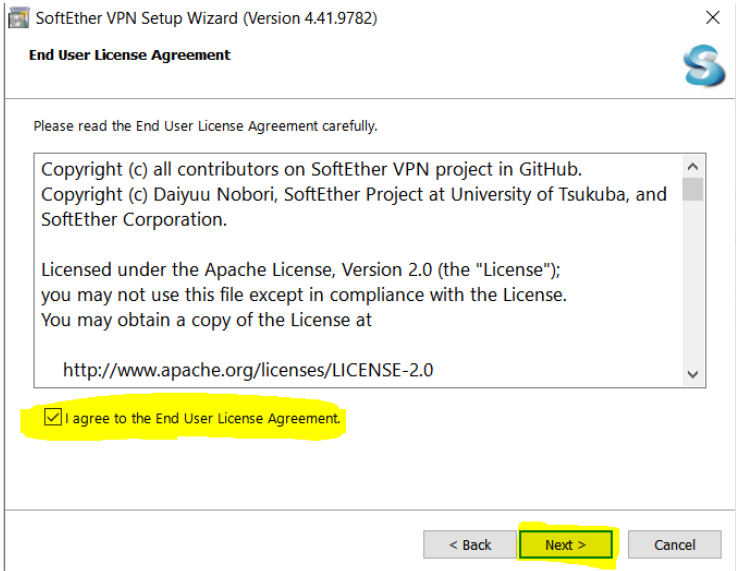 SoftEther VPN Setup Wizard (Version 4.41.9782)
End User License Agreement
Please read the End User License Agreement carefully.
Copyright (c) all contributors on SoftEther VPN project in GitHub.
Copyright (c) Daiyuu Nobori, SoftEther Project at University of Tsukuba, and
SoftEther Corporation.
Licensed under the Apache License, Version 2.0 (the "License");
you may not use this file except in compliance with the License.
You may obtain a copy of the License at
http://www.apache.org/licenses/LICENSE-2.0
I agree to the End User License Agreement.
< Back Next > Cancel